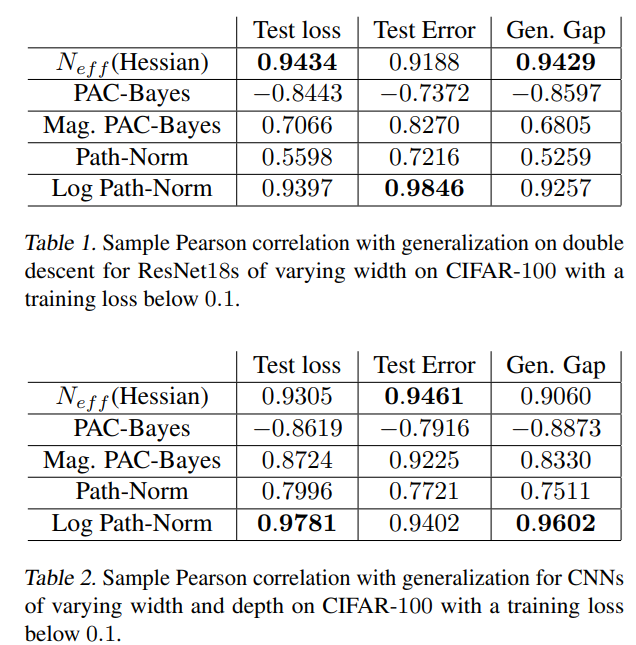 Test loss Test Error Gen. Gap
N_eff(Hessian) 0.9434 0.9188 0.9429
PAC-Bayes −0.8443 −0.7372 −0.8597
Mag. PAC-Bayes 0.7066 0.8270 0.6805
Path-Norm 0.5598 0.7216 0.5259
Log Path-Norm 0.9397 0.9846 0.9257
Table 1. Sample Pearson correlation with generalization on double
descent for ResNet18s of varying width on CIFAR-100 with a
training loss below 0.1.
Test loss Test Error Gen. Gap
N_eff(Hessian) 0.9305 0.9461 0.9060
PAC-Bayes −0.8619 −0.7916 −0.8873
Mag. PAC-Bayes 0.8724 0.9225 0.8330
Path-Norm 0.7996 0.7721 0.7511
Log Path-Norm 0.9781 0.9402 0.9602
Table 2. Sample Pearson correlation with generalization for CNNs
of varying width and depth on CIFAR-100 with a training loss
below 0.1.